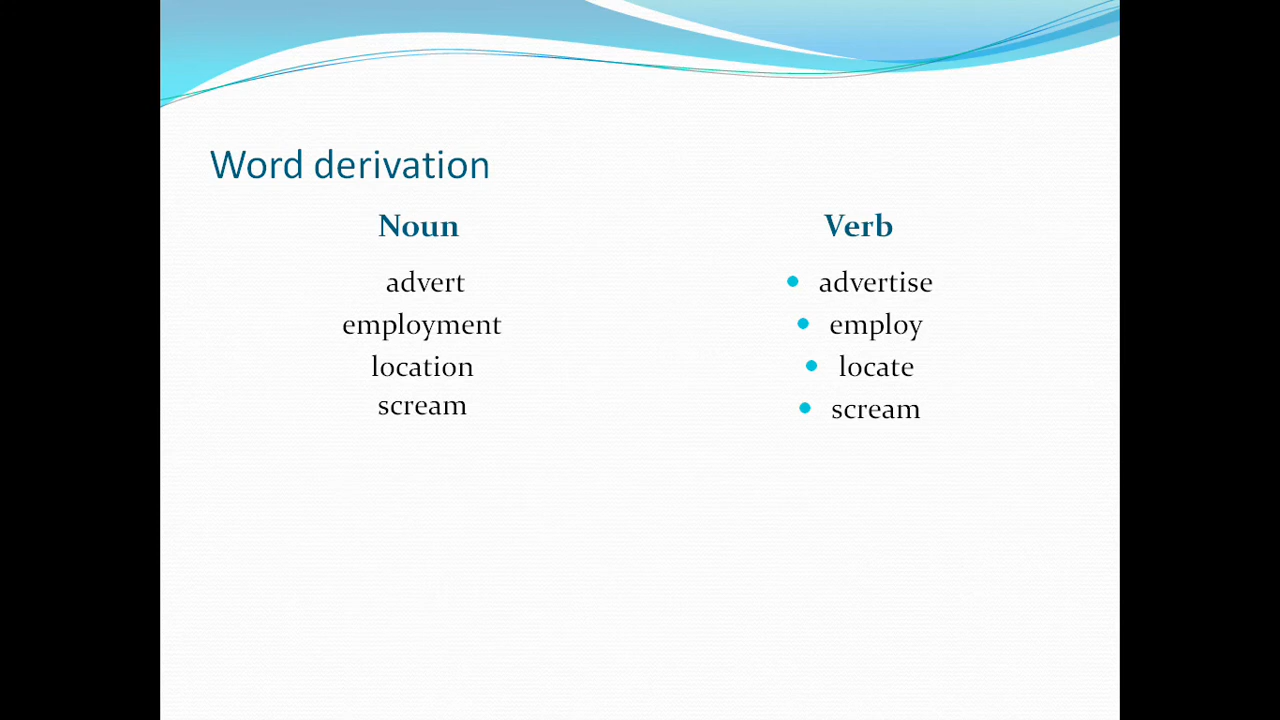 Word derivation
Noun
advert
employment
location
scream
Verb
advertise
employ
locate
scream